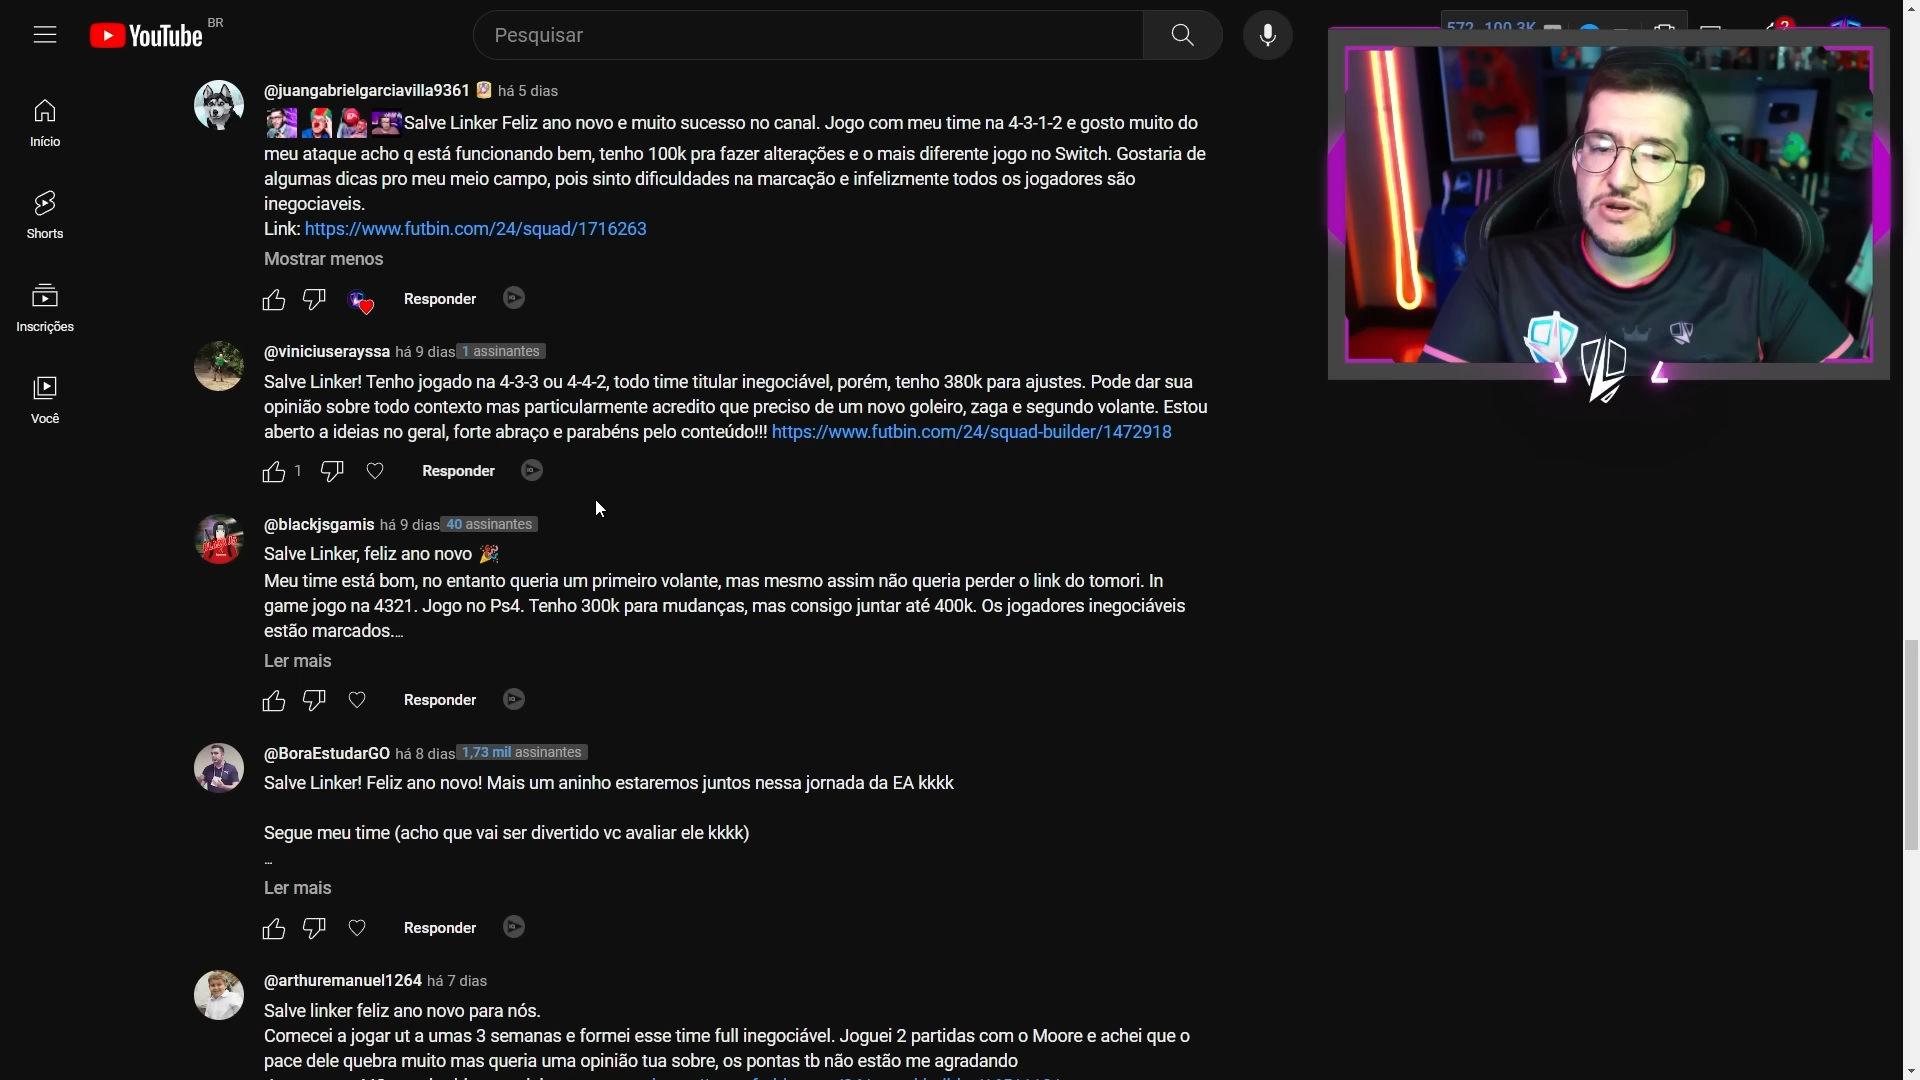 YouTube BR
Pesquisar
572 100.3K
2
Início
Shorts
Inscrições
Você
@juangabrielgarciavilla9361 há 5 dias
Salve Linker Feliz ano novo e muito sucesso no canal. Jogo com meu time na 4-3-1-2 e gosto muito do
meu ataque acho q está funcionando bem, tenho 100k pra fazer alterações e o mais diferente jogo no Switch. Gostaria de
algumas dicas pro meu meio campo, pois sinto dificuldades na marcação e infelizmente todos os jogadores são
inegociaveis.
Link: https://www.futbin.com/24/squad/1716263
Mostrar menos
Responder
@viniciuserayssa há 9 dias 1 assinantes
Salve Linker! Tenho jogado na 4-3-3 ou 4-4-2, todo time titular inegociável, porém, tenho 380k para ajustes. Pode dar sua
opinião sobre todo contexto mas particularmente acredito que preciso de um novo goleiro, zaga e segundo volante. Estou
aberto a ideias no geral, forte abraço e parabéns pelo conteúdo!!! https://www.futbin.com/24/squad-builder/1472918
1 Responder
@blackjsgamis há 9 dias 40 assinantes
Salve Linker, feliz ano novo 🎉
Meu time está bom, no entanto queria um primeiro volante, mas mesmo assim não queria perder o link do tomori. In
game jogo na 4321. Jogo no Ps4. Tenho 300k para mudanças, mas consigo juntar até 400k. Os jogadores inegociáveis
estão marcados...
Ler mais
Responder
@BoraEstudarGO há 8 dias 1,73 mil assinantes
Salve Linker! Feliz ano novo! Mais um aninho estaremos juntos nessa jornada da EA kkkk
Segue meu time (acho que vai ser divertido vc avaliar ele kkkk)
...
Ler mais
Responder
@arthuremanuel1264 há 7 dias
Salve linker feliz ano novo para nós.
Comecei a jogar ut a umas 3 semanas e formei esse time full inegociável. Joguei 2 partidas com o Moore e achei que o
pace dele quebra muito mas queria uma opinião tua sobre, os pontas tb não estão me agradando